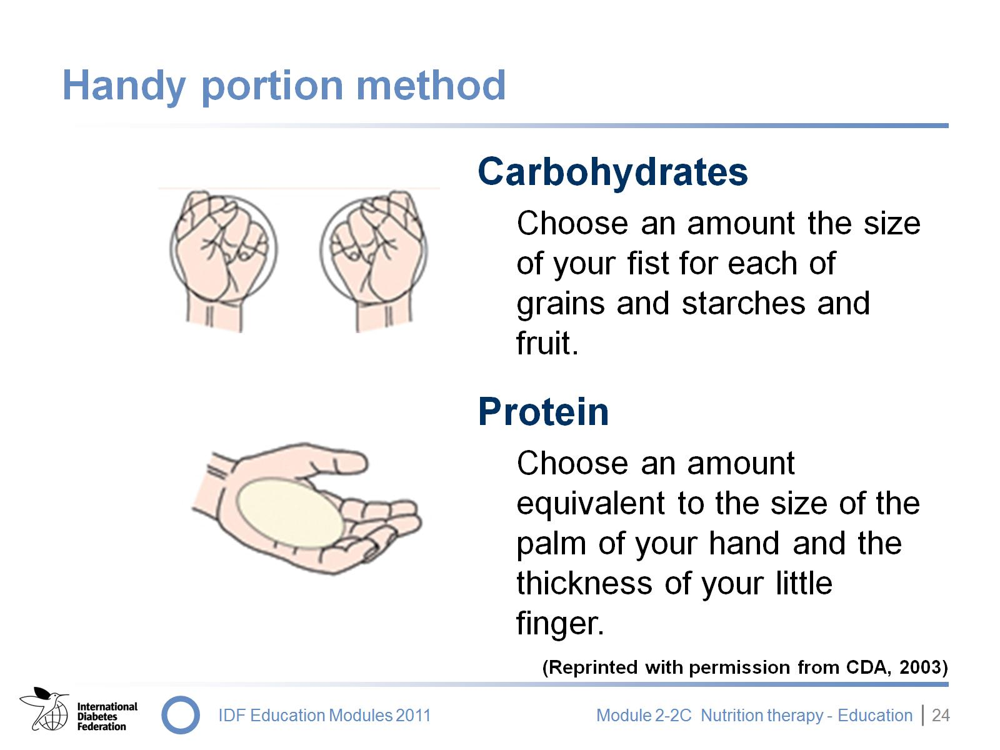 Handy portion method
Carbohydrates
Choose an amount the size
of your fist for each of
grains and starches and
fruit.
Protein
Choose an amount
equivalent to the size of the
palm of your hand and the
thickness of your little
finger.
(Reprinted with permission from CDA, 2003)
International
Diabetes
Federation
IDF Education Modules 2011
Module 2-2C  Nutrition therapy - Education | 24